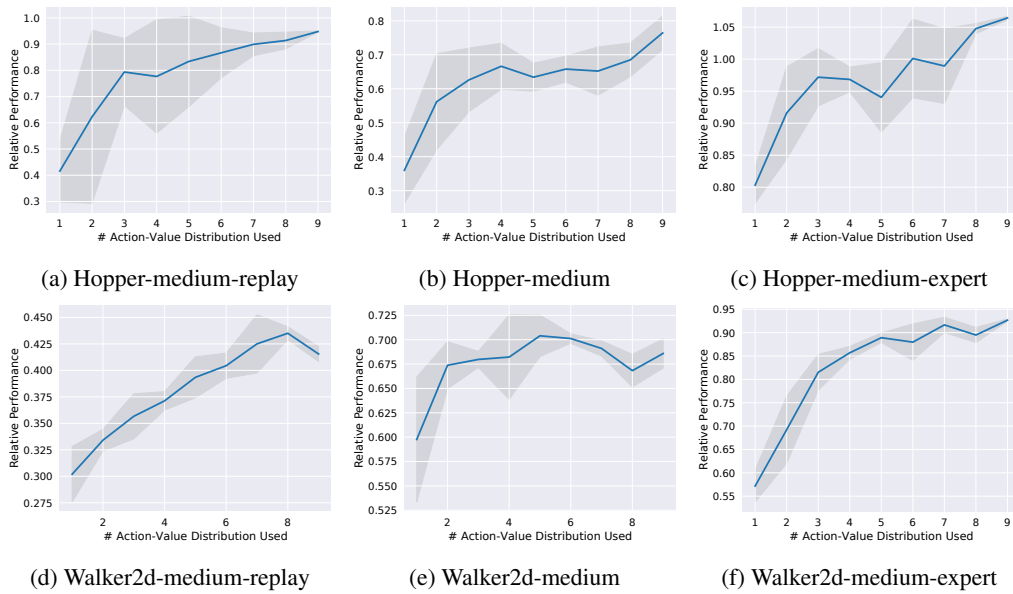 1.0
0.9
0.8
0.7
0.6
0.5
0.4
0.3
Relative Performance
1 2 3 4 5 6 7 8 9
# Action-Value Distribution Used
(a) Hopper-medium-replay
0.8
0.7
0.6
0.5
0.4
0.3
Relative Performance
1 2 3 4 5 6 7 8 9
# Action-Value Distribution Used
(b) Hopper-medium
1.05
1.00
0.95
0.90
0.85
0.80
Relative Performance
1 2 3 4 5 6 7 8 9
# Action-Value Distribution Used
(c) Hopper-medium-expert
0.450
0.425
0.400
0.375
0.350
0.325
0.300
0.275
Relative Performance
2 4 6 8
# Action-Value Distribution Used
(d) Walker2d-medium-replay
0.725
0.700
0.675
0.650
0.625
0.600
0.575
0.550
0.525
Relative Performance
2 4 6 8
# Action-Value Distribution Used
(e) Walker2d-medium
0.95
0.90
0.85
0.80
0.75
0.70
0.65
0.60
0.55
Relative Performance
1 2 3 4 5 6 7 8 9
# Action-Value Distribution Used
(f) Walker2d-medium-expert